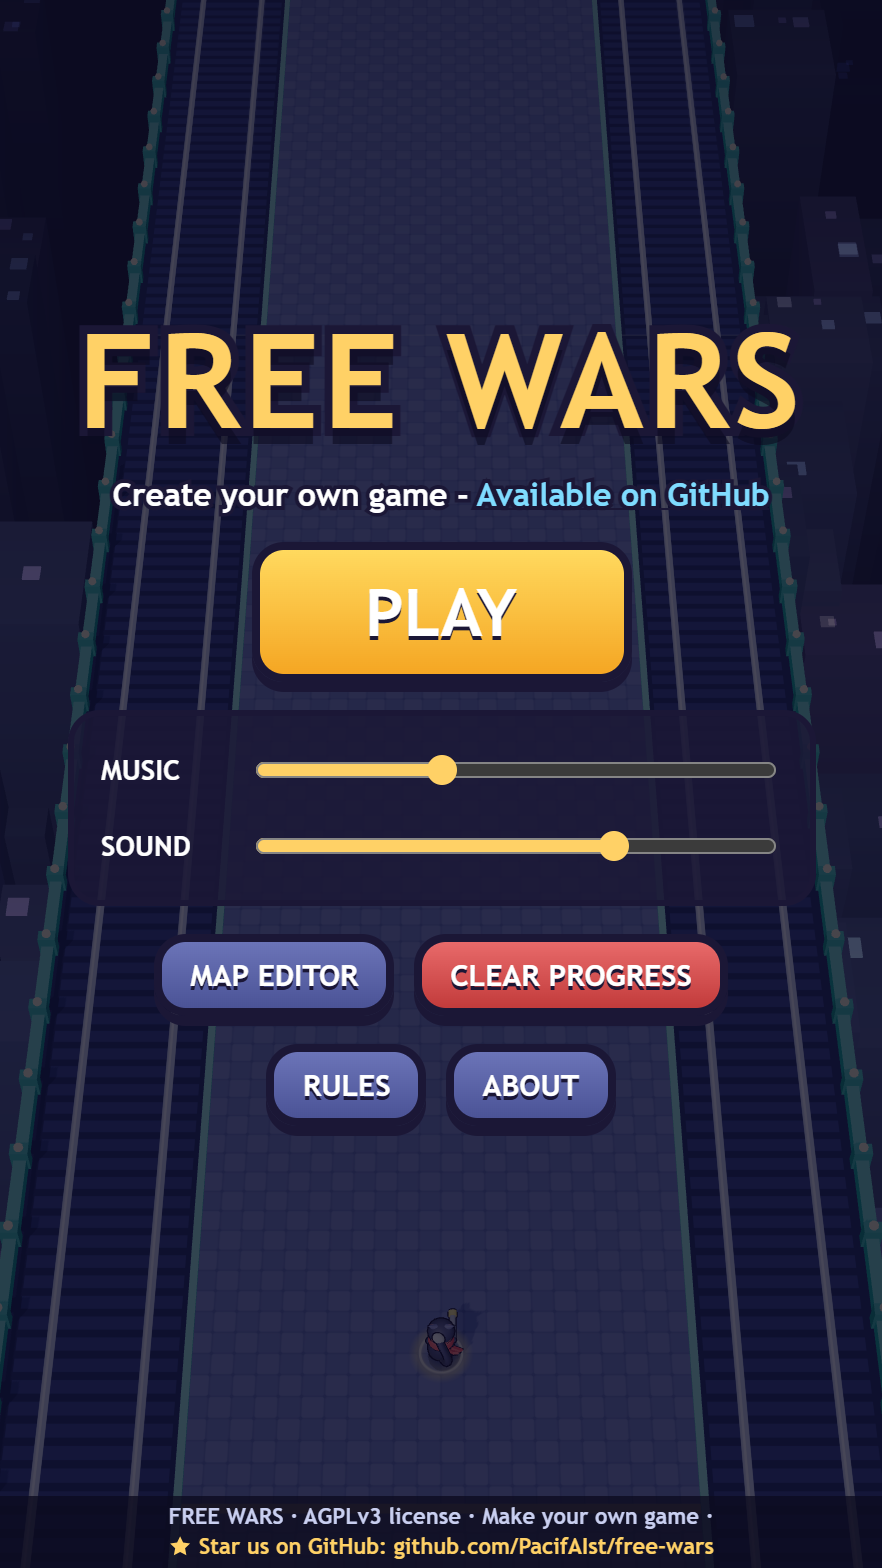 FREE WARS
Create your own game - Available on GitHub
PLAY
MUSIC
SOUND
MAP EDITOR
CLEAR PROGRESS
RULES
ABOUT
FREE WARS · AGPLv3 license · Make your own game ·
★ Star us on GitHub: github.com/PacifAIst/free-wars